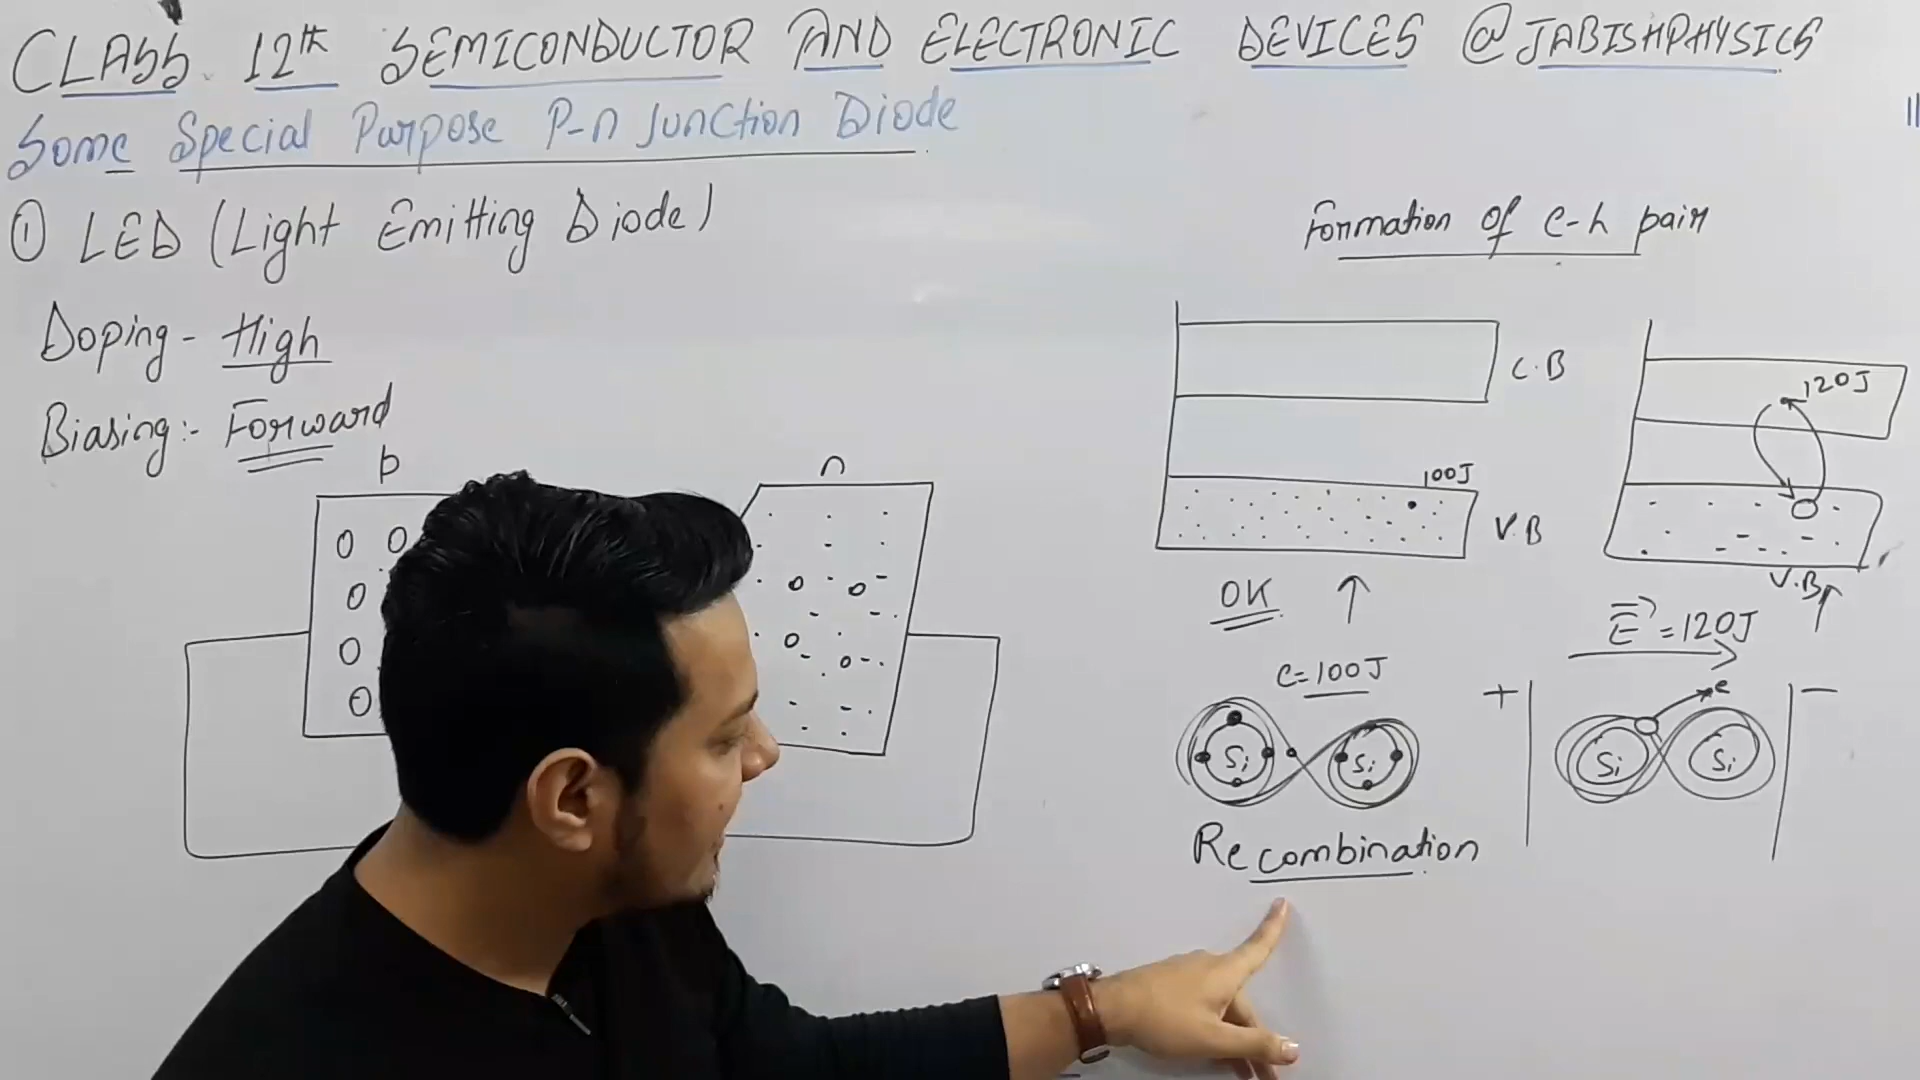 CLASS 12th SEMICONDUCTOR AND ELECTRONIC DEVICES @JABISHPHYSICS
Some Special Purpose P-n Junction Diode
① LED (Light Emitting Diode)
Doping - High
Biasing :- Forward
p
n
Formation of e-h pair
C.B
100J
V.B
0K
e=100J
Si
Si
Recombination
120J
V.B
E = 120J
+
e
-
Si
Si